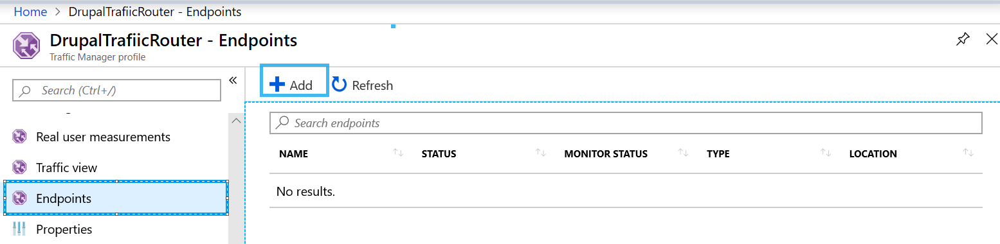 Home > DrupalTrafiicRouter - Endpoints
DrupalTrafiicRouter - Endpoints
Traffic Manager profile
Search (Ctrl+/)
«
Add
Refresh
Real user measurements
Traffic view
Endpoints
Properties
Search endpoints
NAME STATUS MONITOR STATUS TYPE LOCATION
No results.